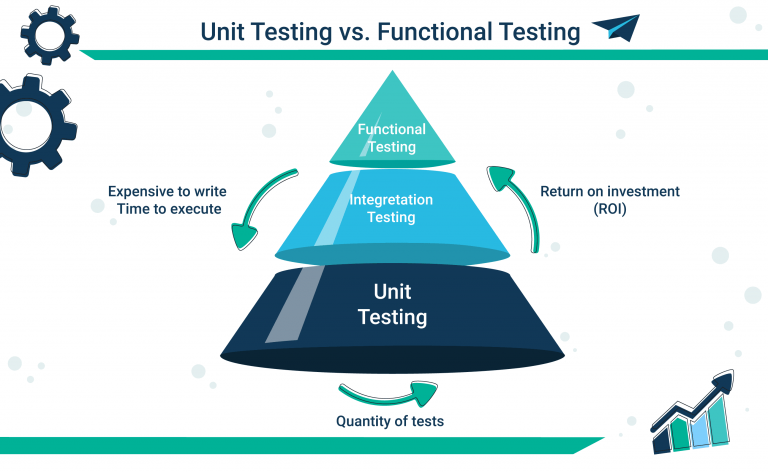 Unit Testing vs. Functional Testing
Functional
Testing
Expensive to write
Time to execute
Integretation
Testing
Return on investment
(ROI)
Unit
Testing
Quantity of tests